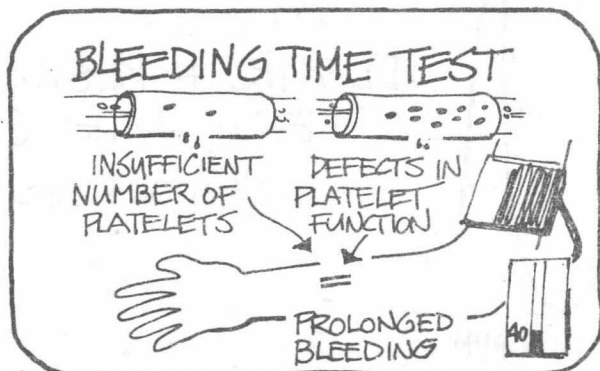 BLEEDING TIME TEST
INSUFFICIENT
NUMBER OF
PLATELETS
DEFECTS IN
PLATELET
FUNCTION
40
PROLONGED
BLEEDING